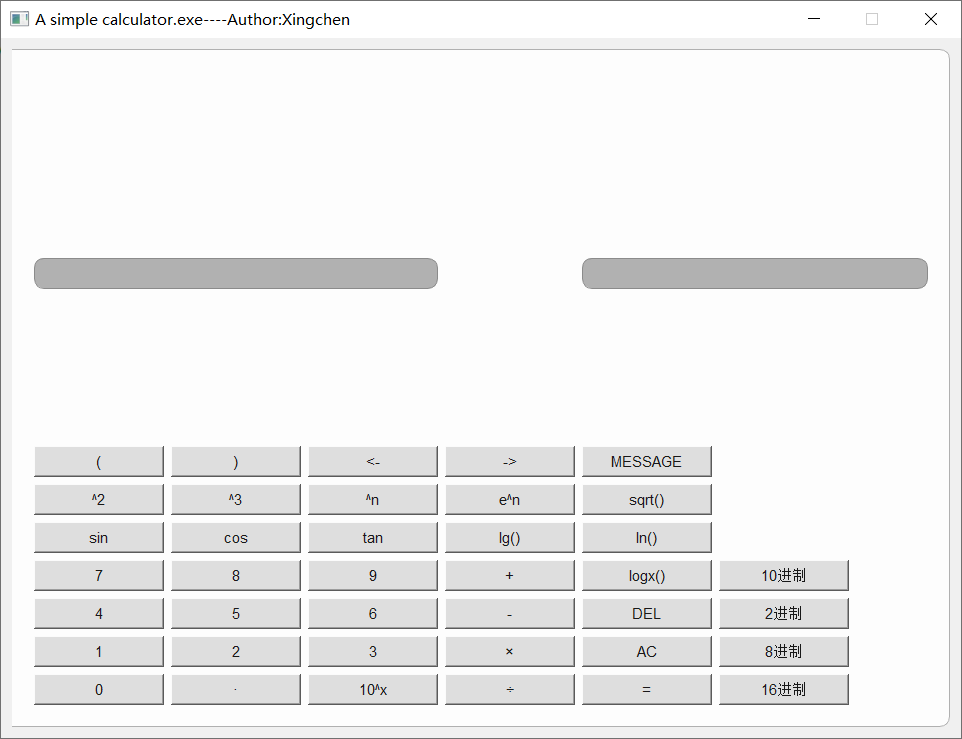 A simple calculator.exe----Author:Xingchen
( ) <- -> MESSAGE
^2 ^3 ^n e^n sqrt()
sin cos tan lg() ln()
7 8 9 + logx() 10进制
4 5 6 - DEL 2进制
1 2 3 × AC 8进制
0 · 10^x ÷ = 16进制